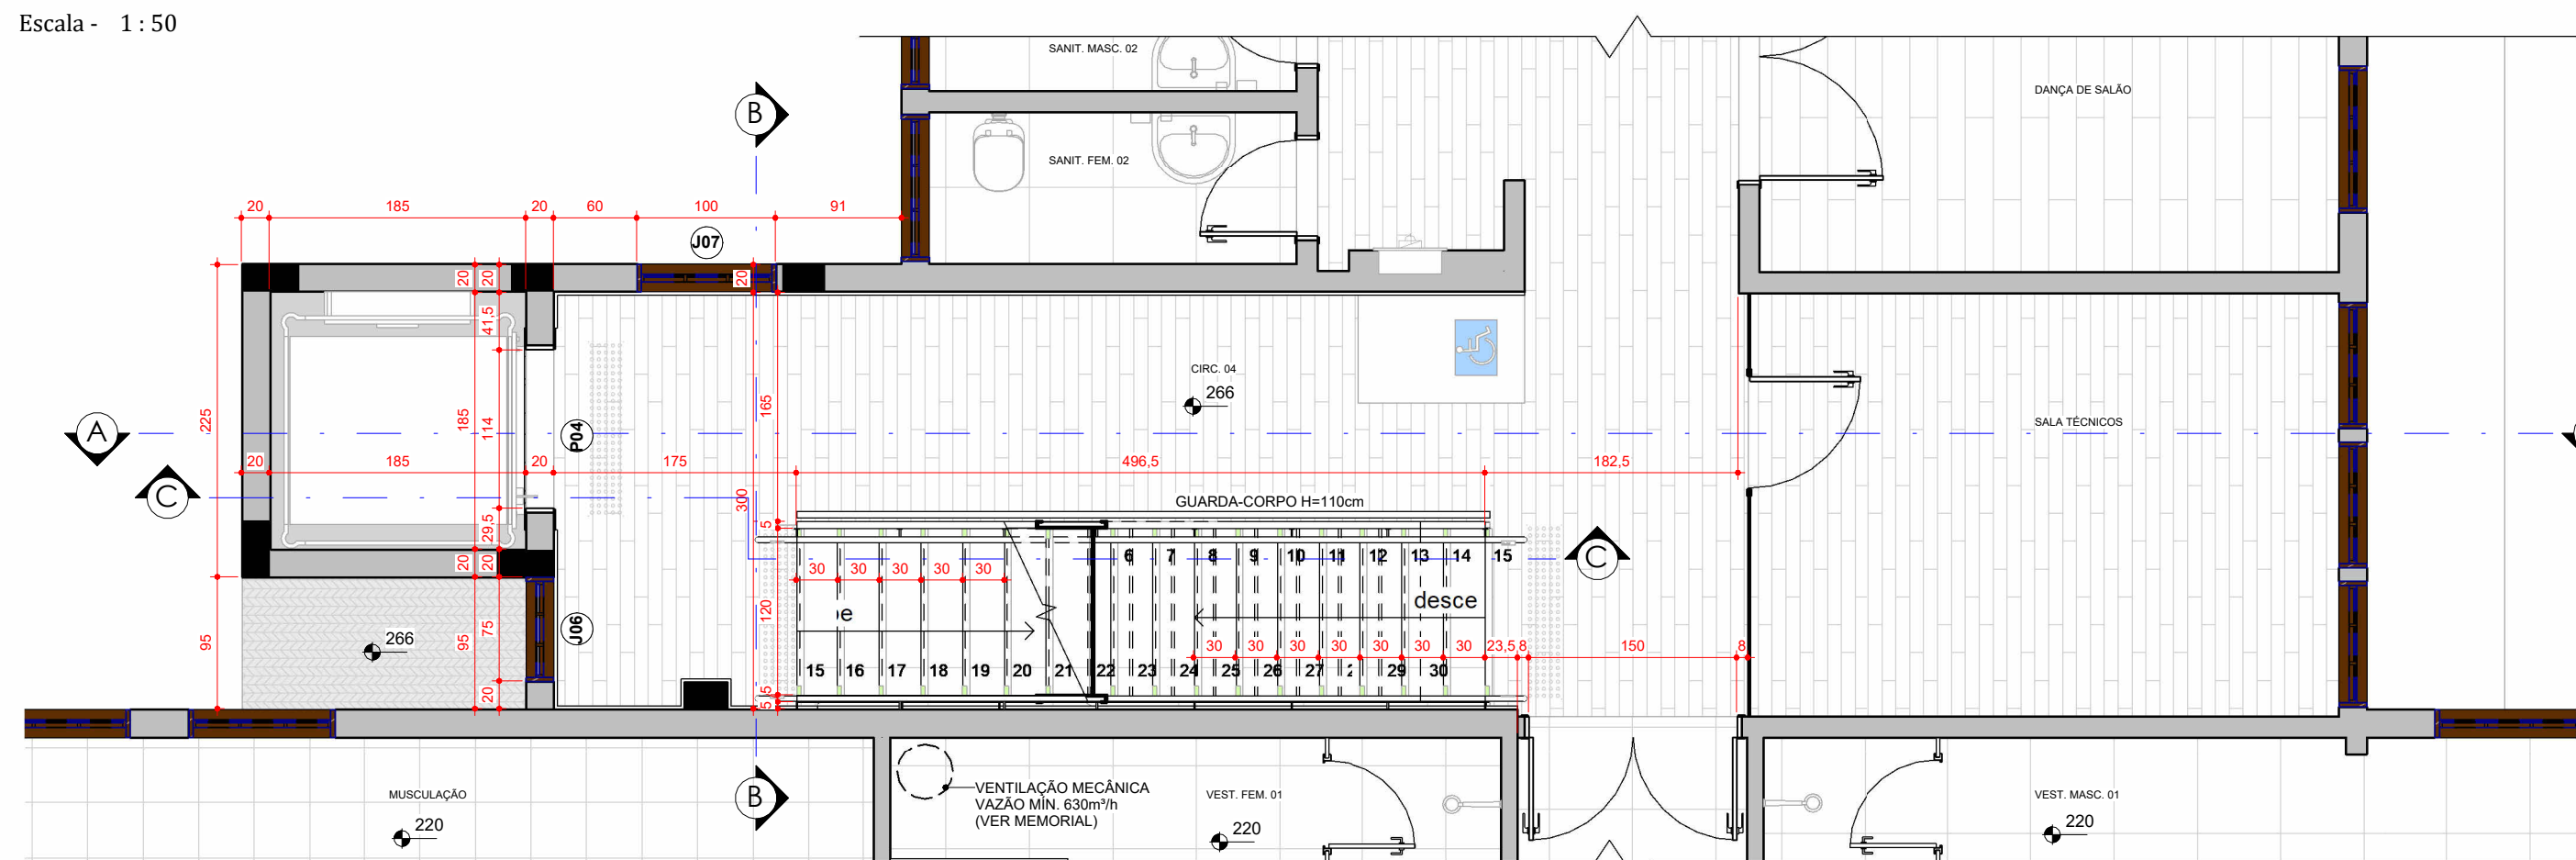 Escala - 1 : 50
SANIT. MASC. 02
DANÇA DE SALÃO
B
SANIT. FEM. 02
20 185 20 60 100 91
J07
20 20 20
41,5
CIRC. 04
266
165
225
185
114
A
P04
SALA TÉCNICOS
20 185 20 175 496,5 182,5
C
300
GUARDA-CORPO H=110cm
29,5
5
20 20
6 7 8 9 10 11 12 13 14 15
C
30 30 30 30 30
120
desce
J06
266
95
95
75
30 30 30 30 30 30 30 23,5 8 150 8
15 16 17 18 19 20 21 22 23 24 25 26 27 29 30
20
5
5
B
VENTILAÇÃO MECÂNICA
VAZÃO MÍN. 630m³/h
(VER MEMORIAL)
MUSCULAÇÃO
220
VEST. FEM. 01
220
VEST. MASC. 01
220